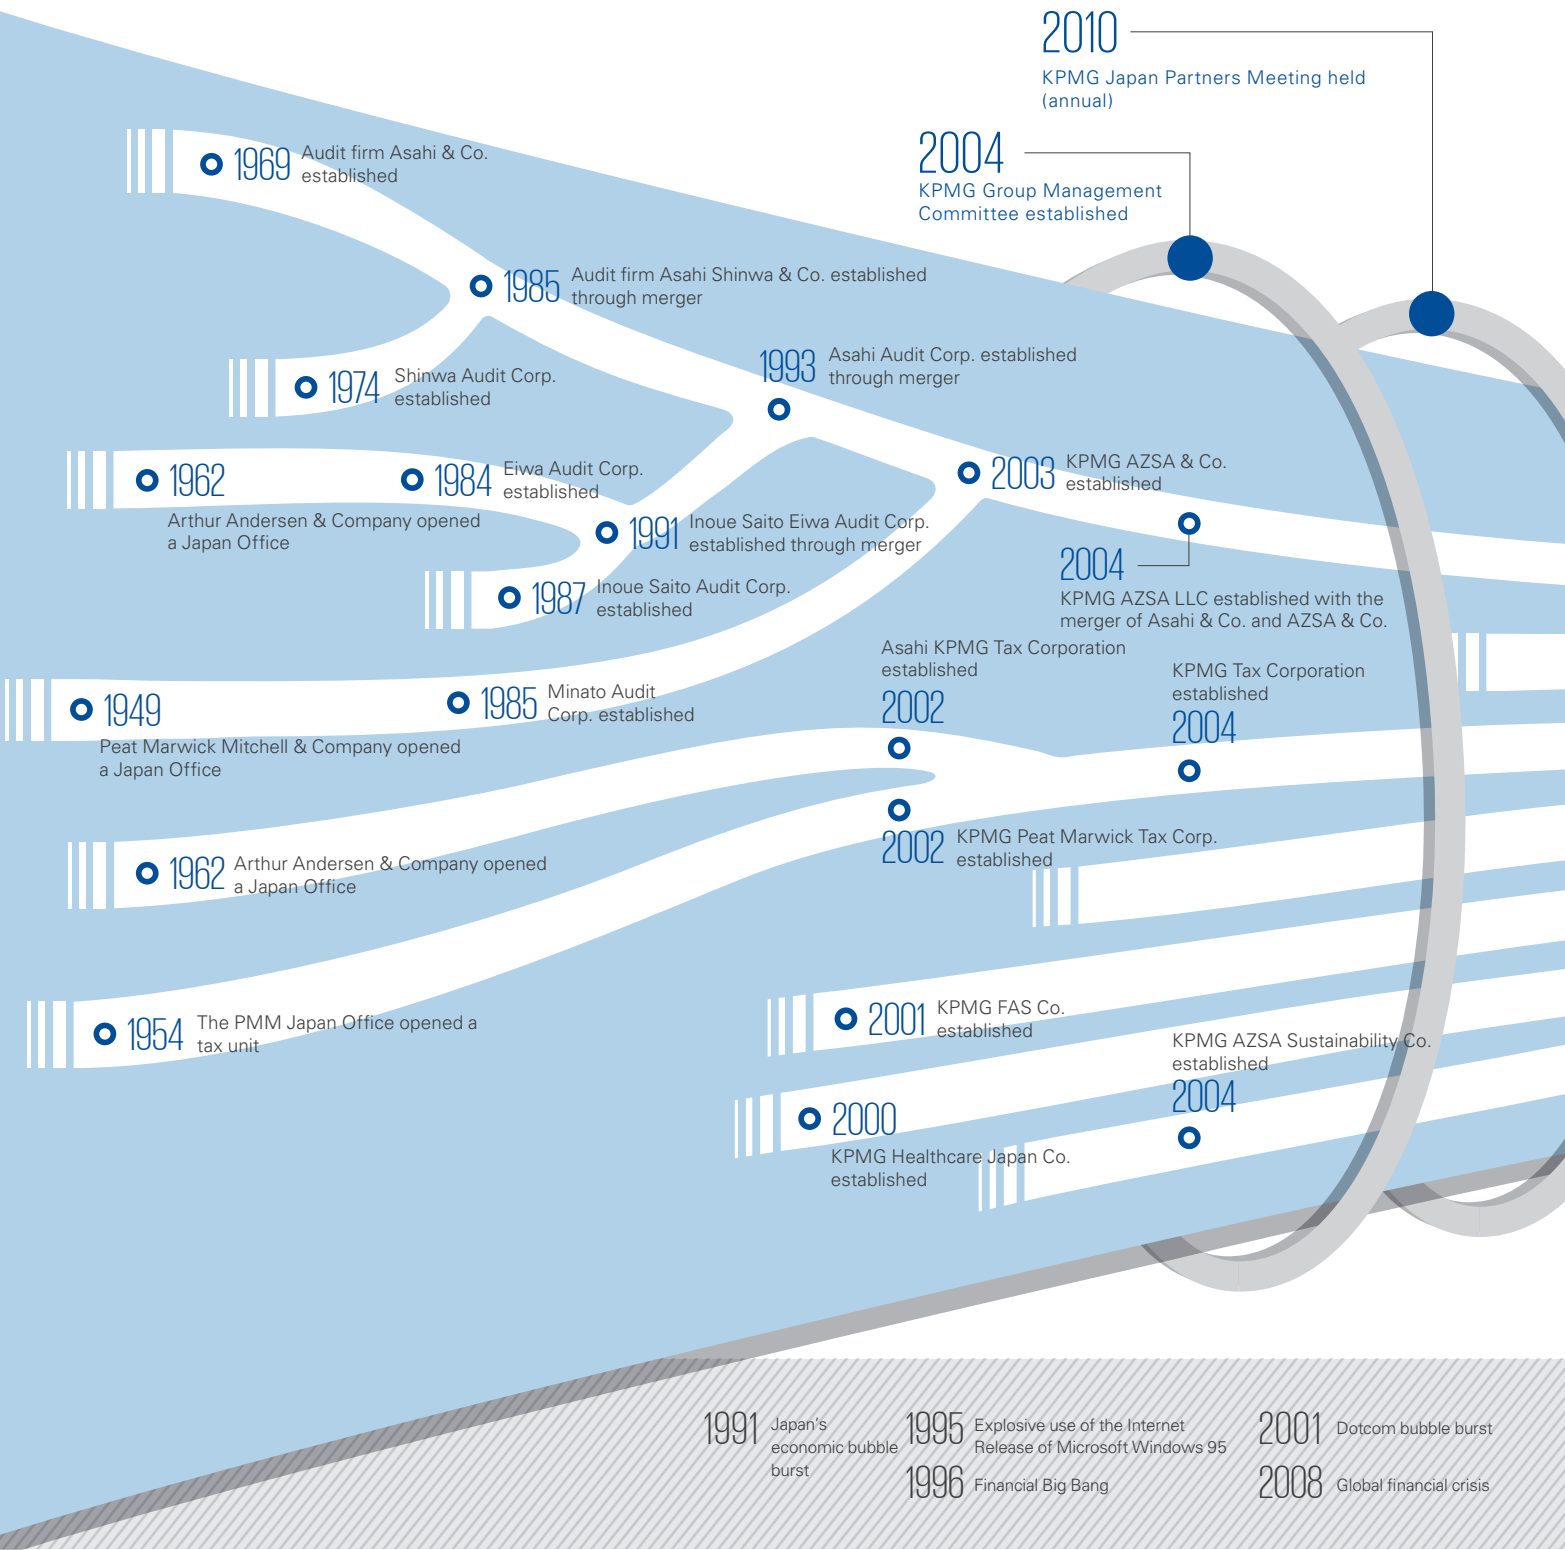 2010
KPMG Japan Partners Meeting held
(annual)
2004
KPMG Group Management
Committee established
1969
Audit firm Asahi & Co.
established
1985
Audit firm Asahi Shinwa & Co. established
through merger
1974
Shinwa Audit Corp.
established
1993
Asahi Audit Corp. established
through merger
1962
Arthur Andersen & Company opened
a Japan Office
1984
Eiwa Audit Corp.
established
1991
Inoue Saito Eiwa Audit Corp.
established through merger
1987
Inoue Saito Audit Corp.
established
2003
KPMG AZSA & Co.
established
2004
KPMG AZSA LLC established with the
merger of Asahi & Co. and AZSA & Co.
1949
Peat Marwick Mitchell & Company opened
a Japan Office
1985
Minato Audit
Corp. established
Asahi KPMG Tax Corporation
established
2002
KPMG Tax Corporation
established
2004
2002
KPMG Peat Marwick Tax Corp.
established
1962
Arthur Andersen & Company opened
a Japan Office
1954
The PMM Japan Office opened a
tax unit
2001
KPMG FAS Co.
established
KPMG AZSA Sustainability Co.
established
2004
2000
KPMG Healthcare Japan Co.
established
1991
Japan's
economic bubble
burst
1995
Explosive use of the Internet
Release of Microsoft Windows 95
1996
Financial Big Bang
2001
Dotcom bubble burst
2008
Global financial crisis